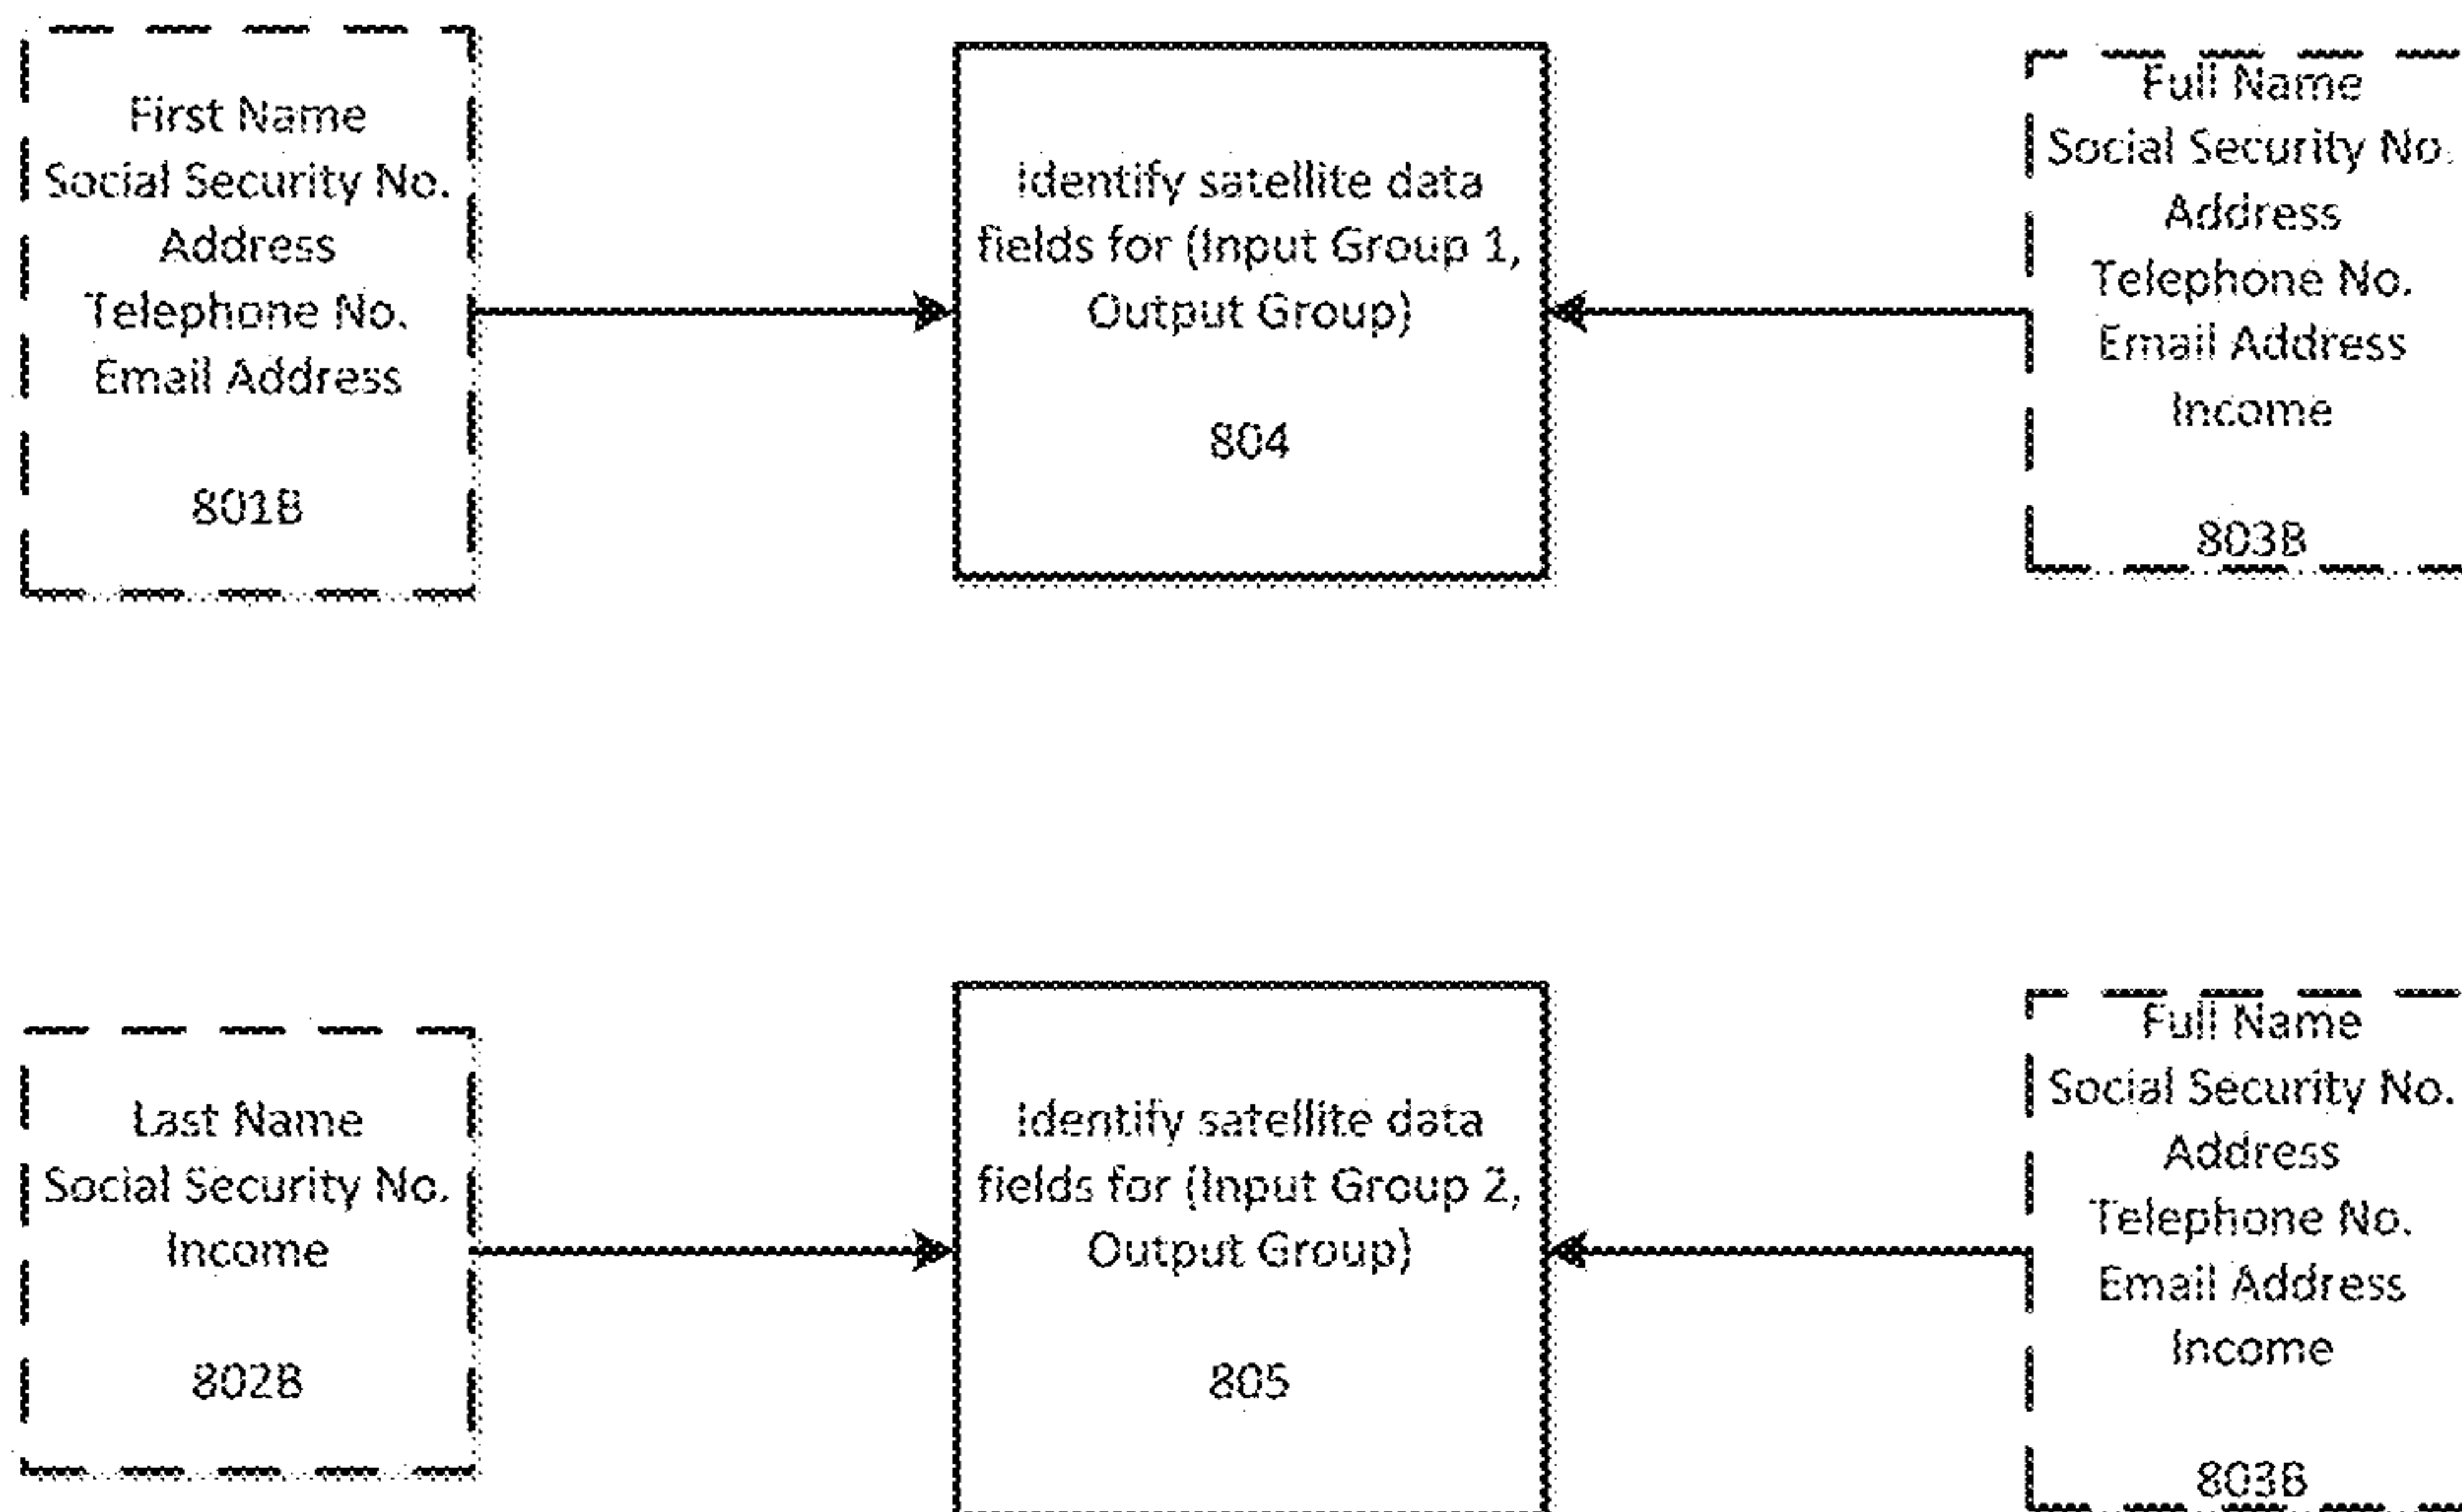 First Name
Social Security No.
Address
Telephone No.
Email Address
801B
Identify satellite data
fields for (Input Group 1,
Output Group)
804
Full Name
Social Security No.
Address
Telephone No.
Email Address
Income
803B
Last Name
Social Security No.
Income
802B
Identify satellite data
fields for (Input Group 2,
Output Group)
805
Full Name
Social Security No.
Address
Telephone No.
Email Address
Income
803B